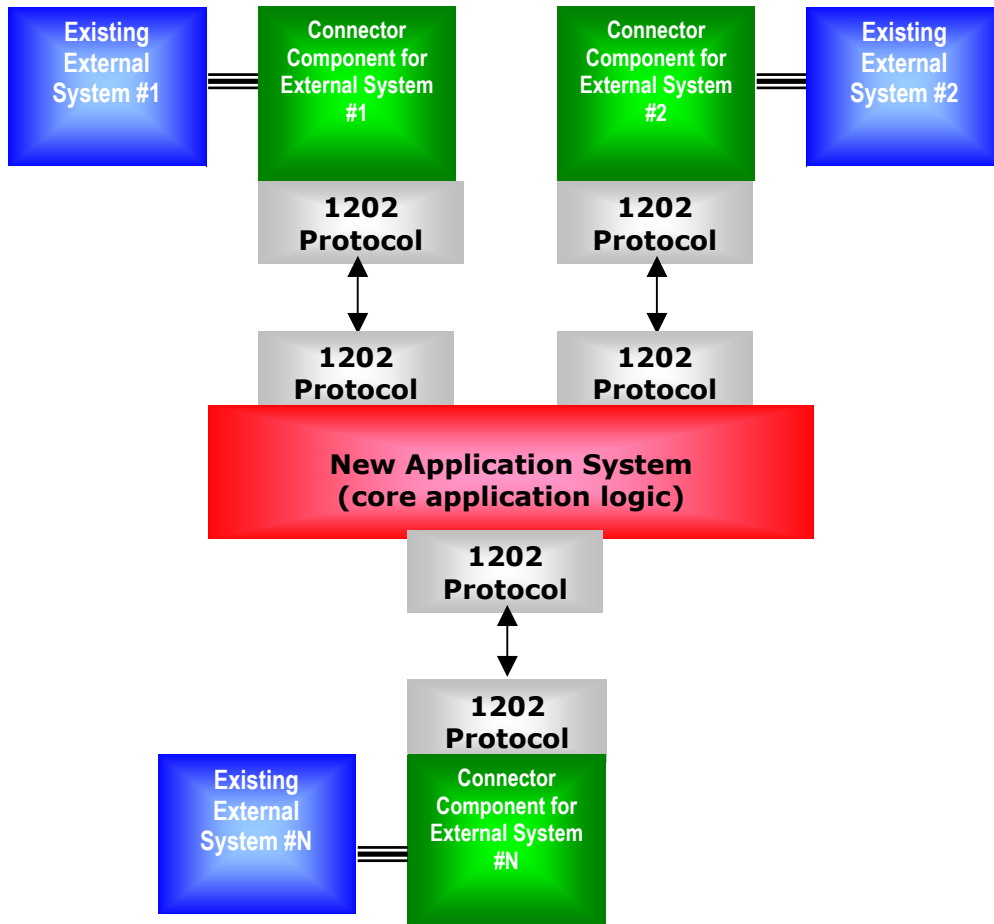 Existing
External
System #1
Connector
Component for
External System
#1
Connector
Component for
External System
#2
Existing
External
System #2
1202
Protocol
1202
Protocol
1202
Protocol
1202
Protocol
New Application System
(core application logic)
1202
Protocol
1202
Protocol
Existing
External
System #N
Connector
Component for
External System
#N